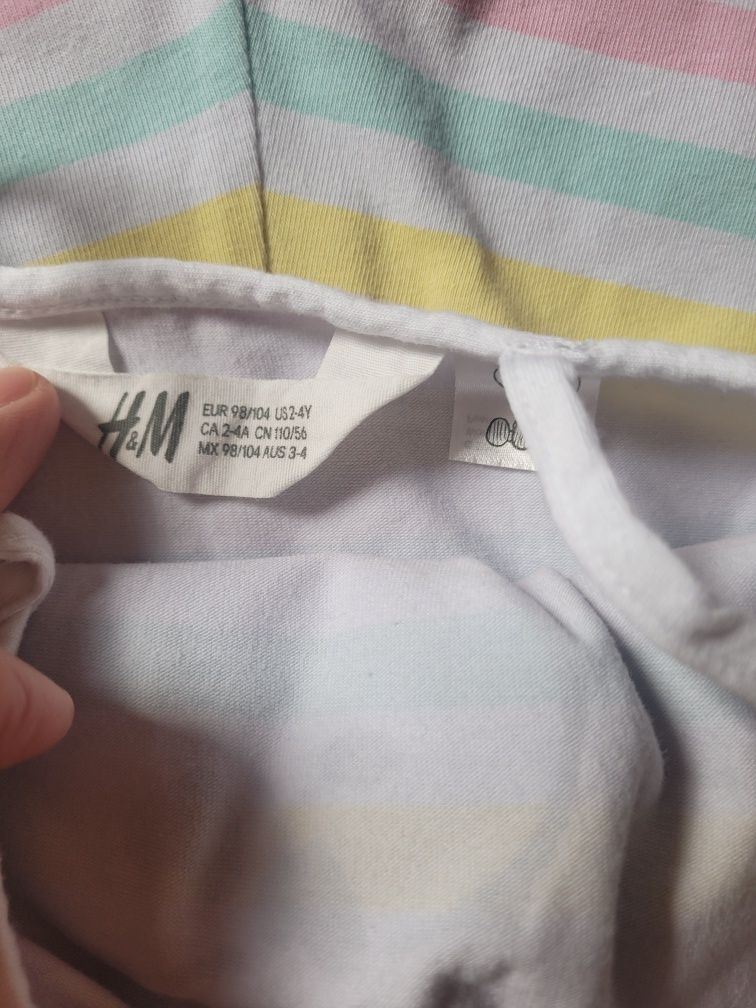 H&M
EUR 98/104 US 2-4Y
CA 2-4A CN 110/56
MX 98/104 AUS 3-4